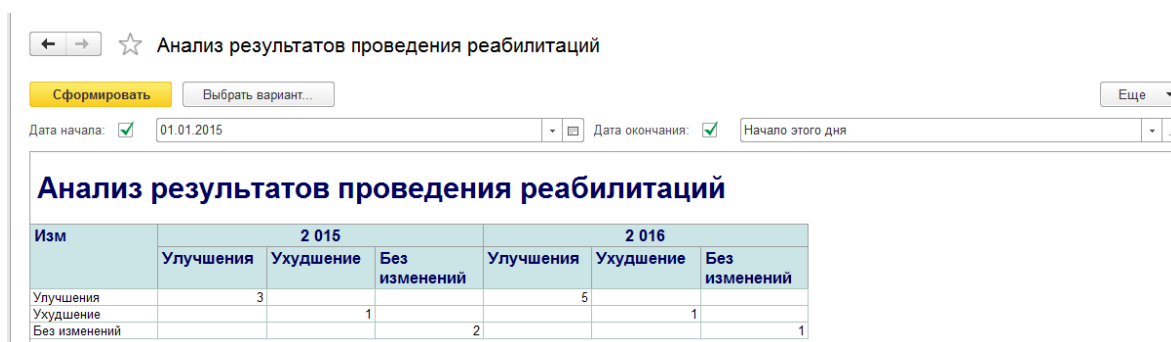 Анализ результатов проведения реабилитаций
Сформировать Выбрать вариант... Еще
Дата начала: 01.01.2015 Дата окончания: Начало этого дня
Анализ результатов проведения реабилитаций
Изм 2 015 2 016
Улучшения Ухудшение Без изменений Улучшения Ухудшение Без изменений
Улучшения 3 5
Ухудшение 1 1
Без изменений 2 1